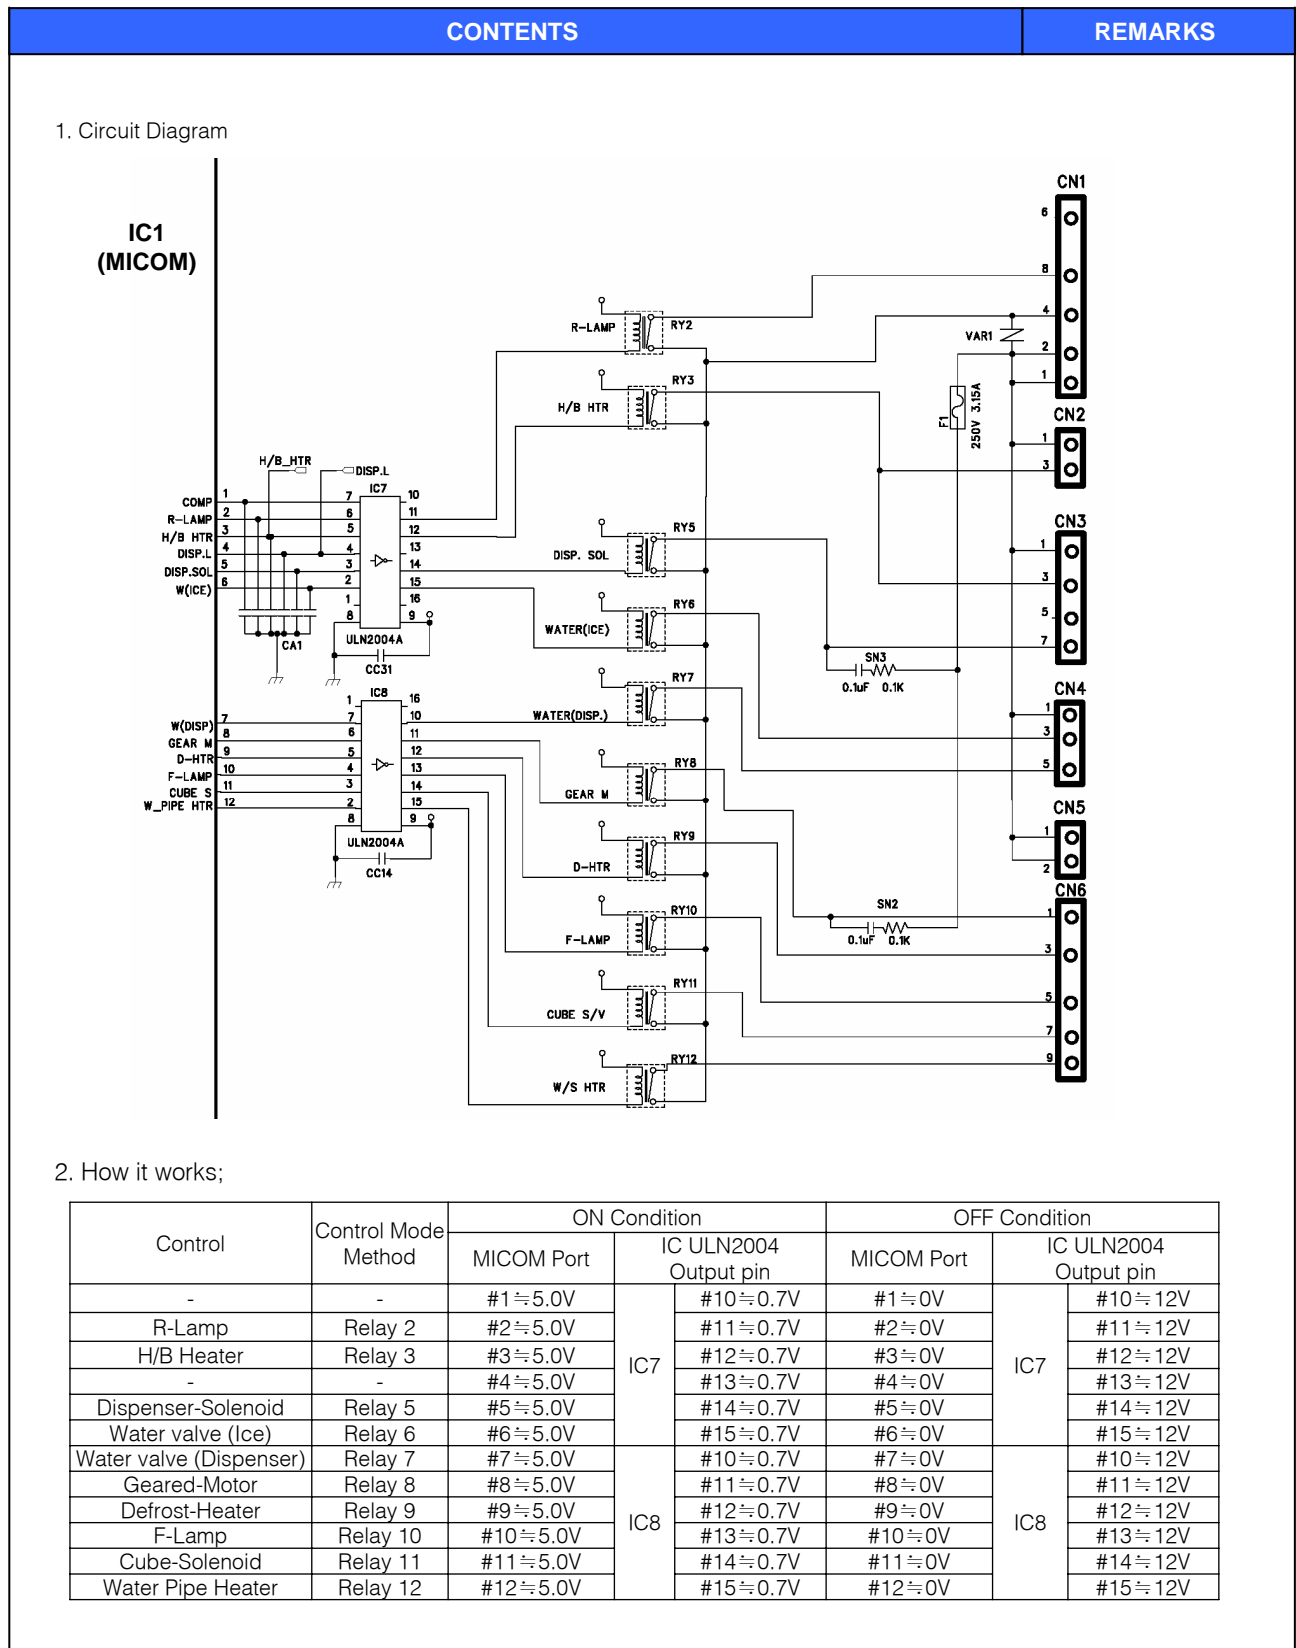 CONTENTS REMARKS
1. Circuit Diagram
IC1
(MICOM)
CN1
6
8
4
2
1
R-LAMP RY2
VAR1
H/B HTR RY3
F1
250V 3.15A
CN2
1
3
H/B_HTR DISP.L
IC7
COMP 1 7 10
R-LAMP 2 6 11
H/B HTR 3 5 12
DISP.L 4 4 13
DISP.SOL 5 3 14
W(ICE) 6 2 15
1 16
8 9
ULN2004A
CA1
CC31
DISP. SOL RY5
CN3
1
3
5
7
WATER(ICE) RY6
SN3
0.1uF 0.1K
IC8
1 16
W(DISP) 7 7 10
GEAR M 8 6 11
D-HTR 9 5 12
F-LAMP 10 4 13
CUBE S 11 3 14
W_PIPE HTR 12 2 15
8 9
ULN2004A
CC14
WATER(DISP.) RY7
CN4
1
3
5
GEAR M RY8
CN5
1
2
D-HTR RY9
CN6
1
3
5
7
9
SN2
0.1uF 0.1K
F-LAMP RY10
CUBE S/V RY11
W/S HTR RY12
2. How it works;
Control Control Mode Method ON Condition OFF Condition
MICOM Port IC ULN2004 Output pin MICOM Port IC ULN2004 Output pin
- - #1≒5.0V #10≒0.7V #1≒0V #10≒12V
R-Lamp Relay 2 #2≒5.0V #11≒0.7V #2≒0V #11≒12V
H/B Heater Relay 3 #3≒5.0V IC7 #12≒0.7V #3≒0V IC7 #12≒12V
- - #4≒5.0V #13≒0.7V #4≒0V #13≒12V
Dispenser-Solenoid Relay 5 #5≒5.0V #14≒0.7V #5≒0V #14≒12V
Water valve (Ice) Relay 6 #6≒5.0V #15≒0.7V #6≒0V #15≒12V
Water valve (Dispenser) Relay 7 #7≒5.0V #10≒0.7V #7≒0V #10≒12V
Geared-Motor Relay 8 #8≒5.0V #11≒0.7V #8≒0V #11≒12V
Defrost-Heater Relay 9 #9≒5.0V IC8 #12≒0.7V #9≒0V IC8 #12≒12V
F-Lamp Relay 10 #10≒5.0V #13≒0.7V #10≒0V #13≒12V
Cube-Solenoid Relay 11 #11≒5.0V #14≒0.7V #11≒0V #14≒12V
Water Pipe Heater Relay 12 #12≒5.0V #15≒0.7V #12≒0V #15≒12V